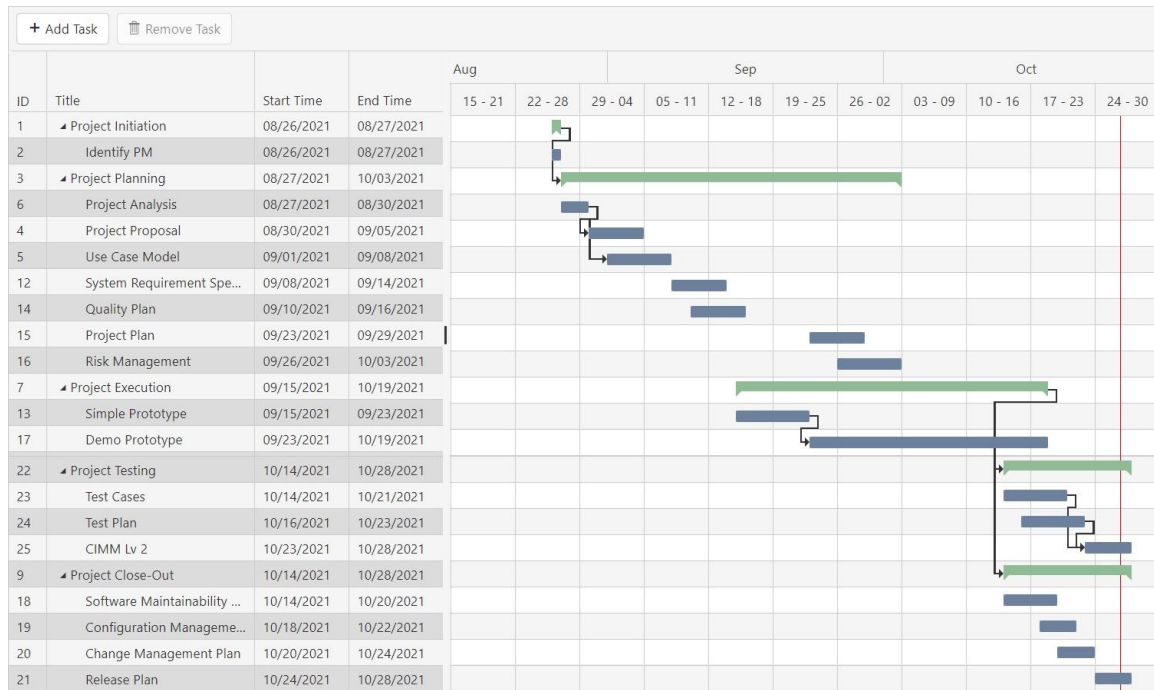 + Add Task Remove Task
Aug Sep Oct
ID Title Start Time End Time 15 - 21 22 - 28 29 - 04 05 - 11 12 - 18 19 - 25 26 - 02 03 - 09 10 - 16 17 - 23 24 - 30
1 Project Initiation 08/26/2021 08/27/2021
2 Identify PM 08/26/2021 08/27/2021
3 Project Planning 08/27/2021 10/03/2021
6 Project Analysis 08/27/2021 08/30/2021
4 Project Proposal 08/30/2021 09/05/2021
5 Use Case Model 09/01/2021 09/08/2021
12 System Requirement Spe... 09/08/2021 09/14/2021
14 Quality Plan 09/10/2021 09/16/2021
15 Project Plan 09/23/2021 09/29/2021
16 Risk Management 09/26/2021 10/03/2021
7 Project Execution 09/15/2021 10/19/2021
13 Simple Prototype 09/15/2021 09/23/2021
17 Demo Prototype 09/23/2021 10/19/2021
22 Project Testing 10/14/2021 10/28/2021
23 Test Cases 10/14/2021 10/21/2021
24 Test Plan 10/16/2021 10/23/2021
25 CIMM Lv 2 10/23/2021 10/28/2021
9 Project Close-Out 10/14/2021 10/28/2021
18 Software Maintainability ... 10/14/2021 10/20/2021
19 Configuration Manageme... 10/18/2021 10/22/2021
20 Change Management Plan 10/20/2021 10/24/2021
21 Release Plan 10/24/2021 10/28/2021